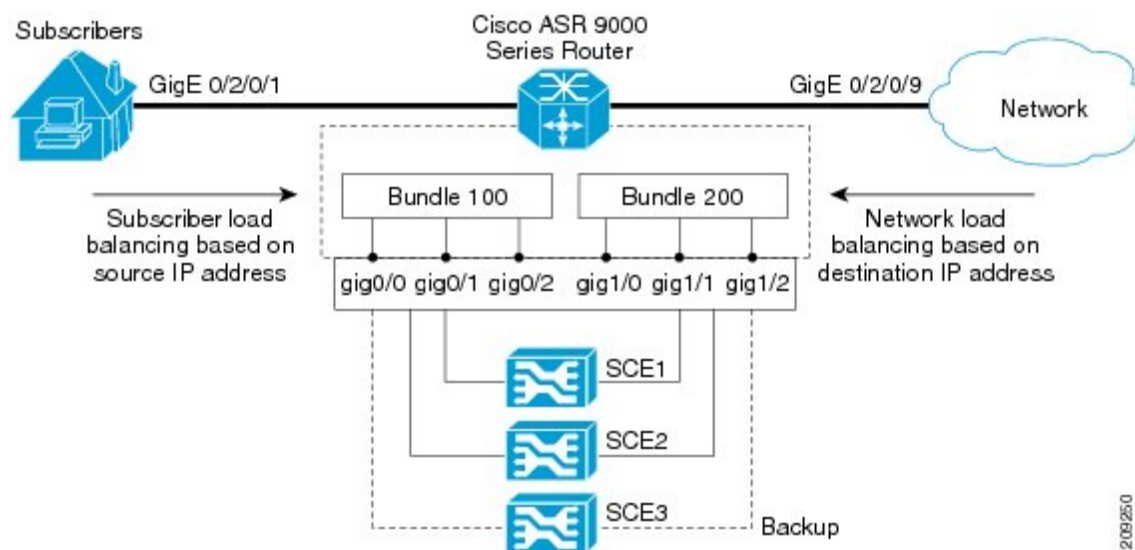 Subscribers
Cisco ASR 9000
Series Router
GigE 0/2/0/1
GigE 0/2/0/9
Network
Bundle 100
Bundle 200
Subscriber load
balancing based on
source IP address
Network load
balancing based on
destination IP address
gig0/0 gig0/1 gig0/2 gig1/0 gig1/1 gig1/2
SCE1
SCE2
SCE3
Backup
209250